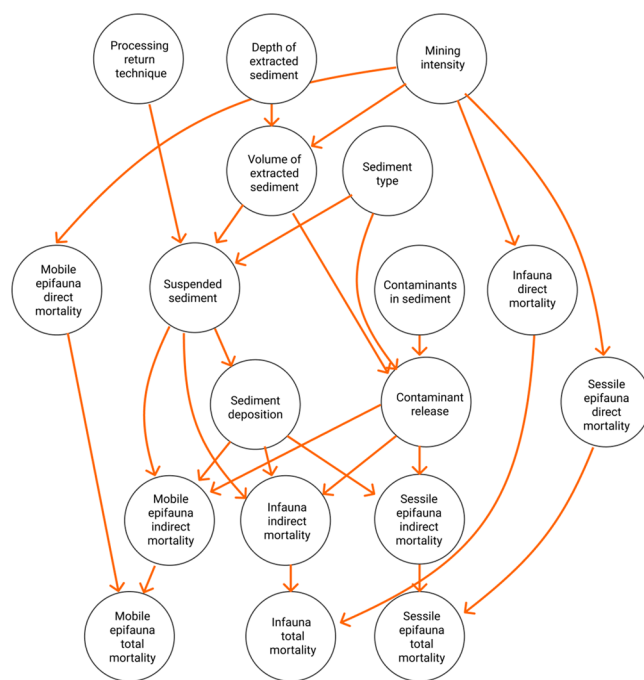 Processing
return
technique
Depth of
extracted
sediment
Mining
intensity
Volume of
extracted
sediment
Sediment
type
Mobile
epifauna
direct
mortality
Suspended
sediment
Contaminants
in sediment
Infauna
direct
mortality
Sediment
deposition
Contaminant
release
Sessile
epifauna
direct
mortality
Mobile
epifauna
indirect
mortality
Infauna
indirect
mortality
Sessile
epifauna
indirect
mortality
Mobile
epifauna
total
mortality
Infauna
total
mortality
Sessile
epifauna
total
mortality